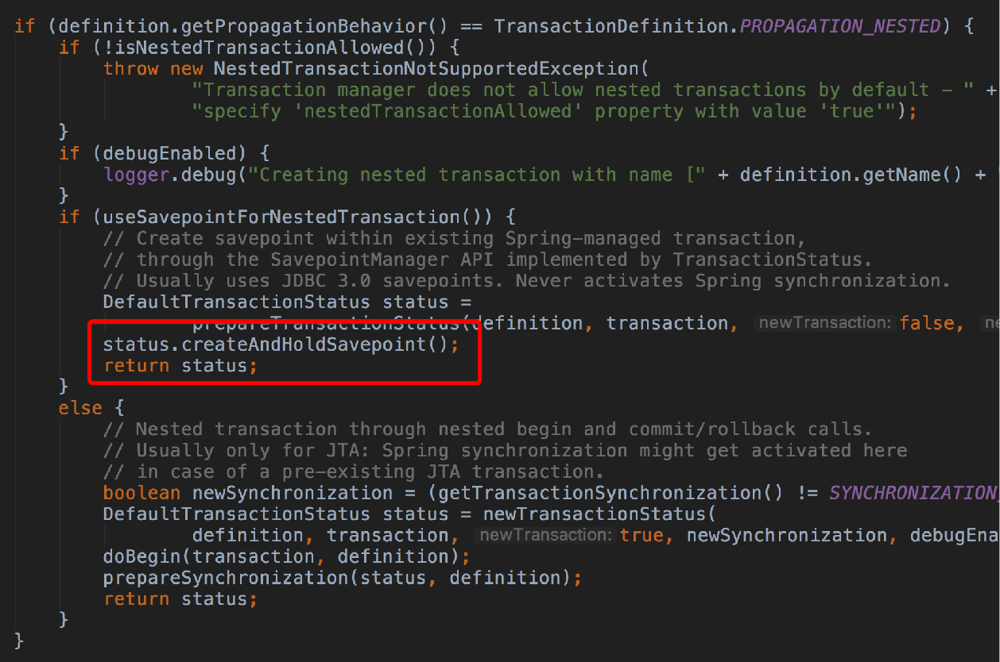 if (definition.getPropagationBehavior() == TransactionDefinition.PROPAGATION_NESTED) {
if (!isNestedTransactionAllowed()) {
throw new NestedTransactionNotSupportedException(
"Transaction manager does not allow nested transactions by default - " +
"specify 'nestedTransactionAllowed' property with value 'true'");
}
if (debugEnabled) {
logger.debug("Creating nested transaction with name [" + definition.getName() +
}
if (useSavepointForNestedTransaction()) {
// Create savepoint within existing Spring-managed transaction,
// through the SavepointManager API implemented by TransactionStatus.
// Usually uses JDBC 3.0 savepoints. Never activates Spring synchronization.
DefaultTransactionStatus status =
prepareTransactionStatus(definition, transaction, newTransaction: false, ne
status.createAndHoldSavepoint();
return status;
}
else {
// Nested transaction through nested begin and commit/rollback calls.
// Usually only for JTA: Spring synchronization might get activated here
// in case of a pre-existing JTA transaction.
boolean newSynchronization = (getTransactionSynchronization() != SYNCHRONIZATION_
DefaultTransactionStatus status = newTransactionStatus(
definition, transaction, newTransaction: true, newSynchronization, debugEna
doBegin(transaction, definition);
prepareSynchronization(status, definition);
return status;
}
}